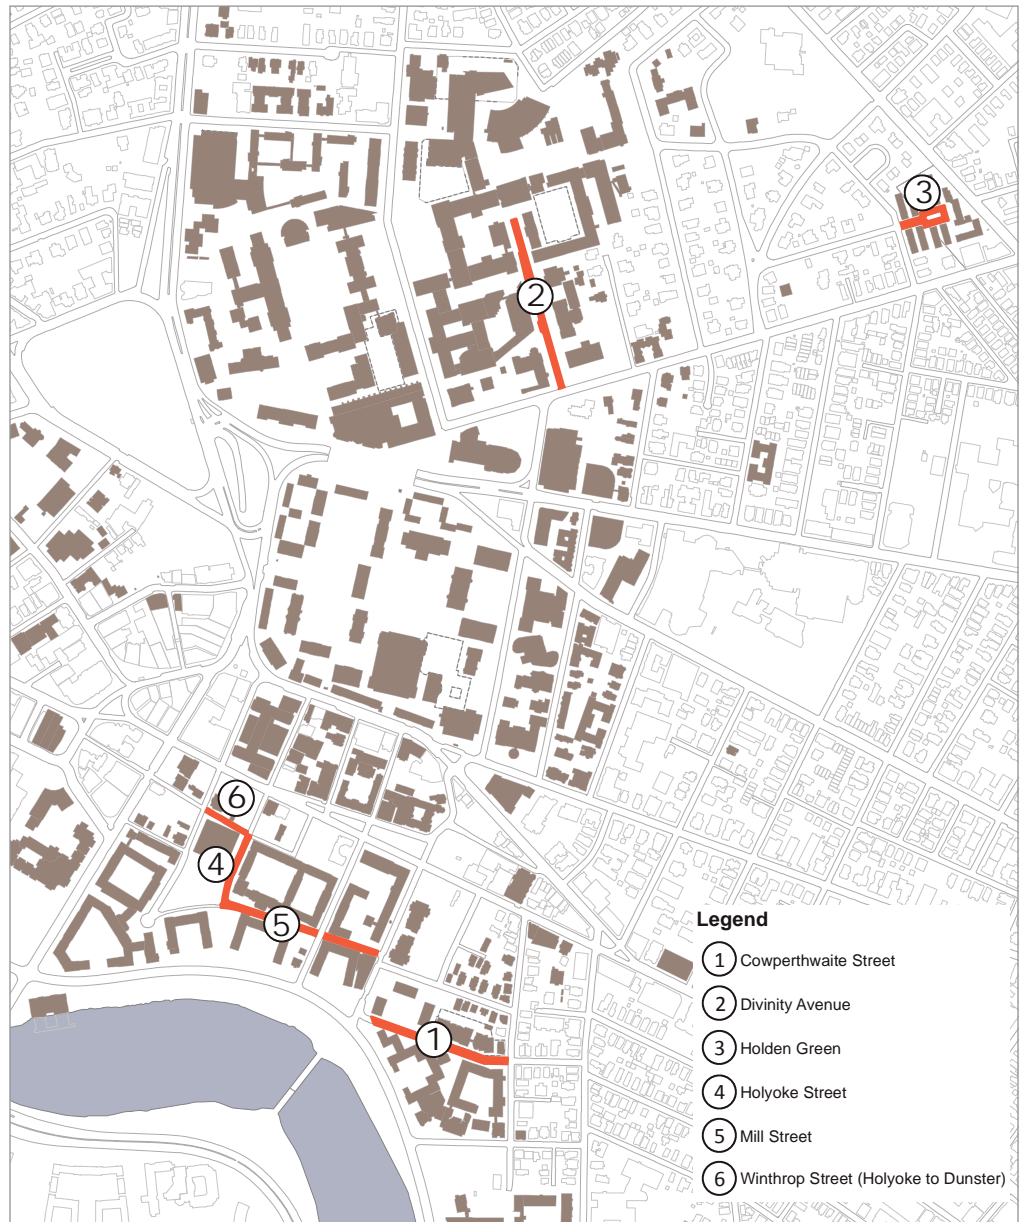 3
2
6
4
5
1
Legend
1 Cowperthwaite Street
2 Divinity Avenue
3 Holden Green
4 Holyoke Street
5 Mill Street
6 Winthrop Street (Holyoke to Dunster)